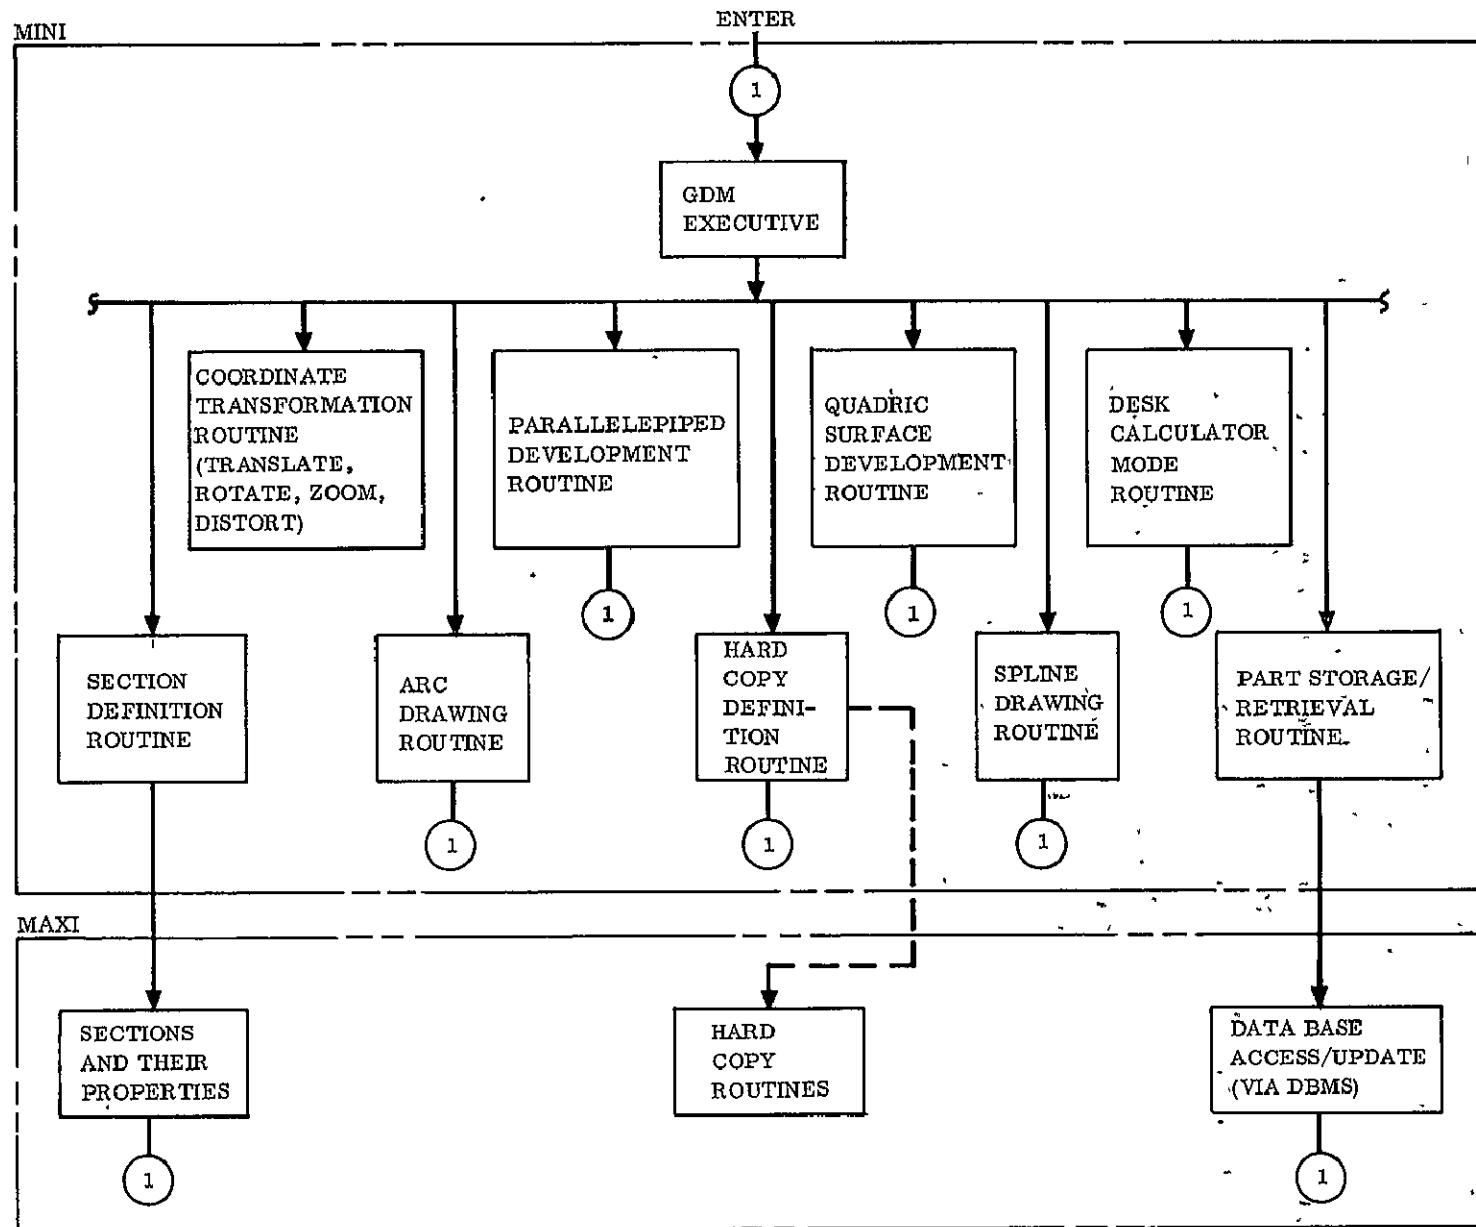 MINI
ENTER
1
GDM
EXECUTIVE
COORDINATE
TRANSFORMATION
ROUTINE
(TRANSLATE,
ROTATE, ZOOM,
DISTORT)
PARALLELEPIPED
DEVELOPMENT
ROUTINE
QUADRIC
SURFACE
DEVELOPMENT
ROUTINE
DESK
CALCULATOR
MODE
ROUTINE
1
1
1
SECTION
DEFINITION
ROUTINE
ARC
DRAWING
ROUTINE
HARD
COPY
DEFINI-
TION
ROUTINE
SPLINE
DRAWING
ROUTINE
PART STORAGE/
RETRIEVAL
ROUTINE
1
1
1
MAXI
SECTIONS
AND THEIR
PROPERTIES
HARD
COPY
ROUTINES
DATA BASE
ACCESS/UPDATE
(VIA DBMS)
1
1